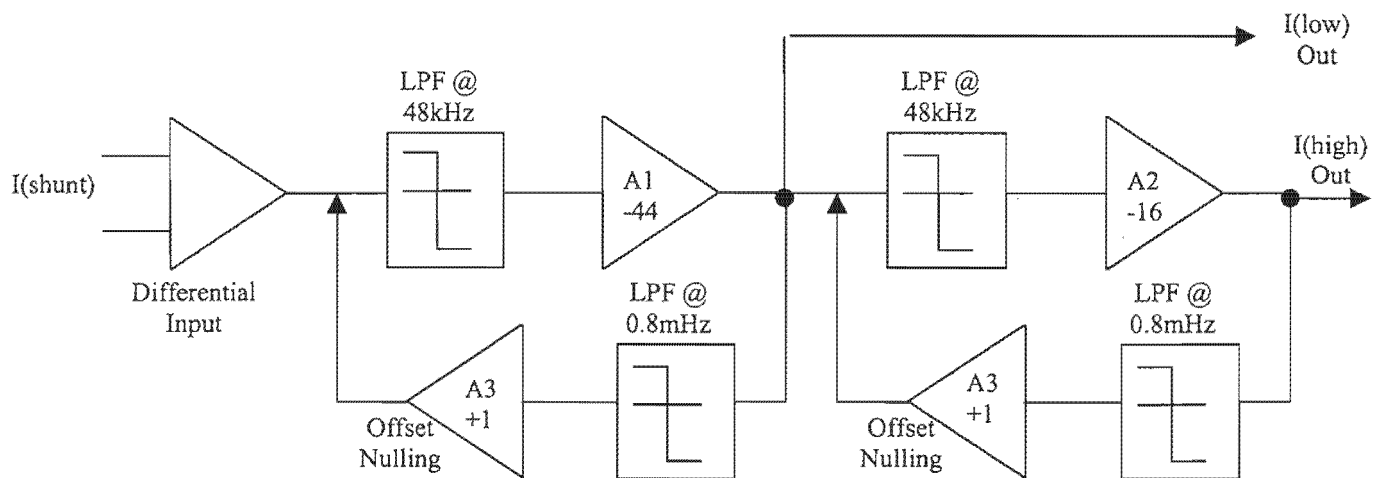 I(low)
Out
LPF @
48kHz
LPF @
48kHz
I(high)
Out
I(shunt)
A1
-44
A2
-16
Differential
Input
LPF @
0.8mHz
LPF @
0.8mHz
A3
+1
A3
+1
Offset
Nulling
Offset
Nulling